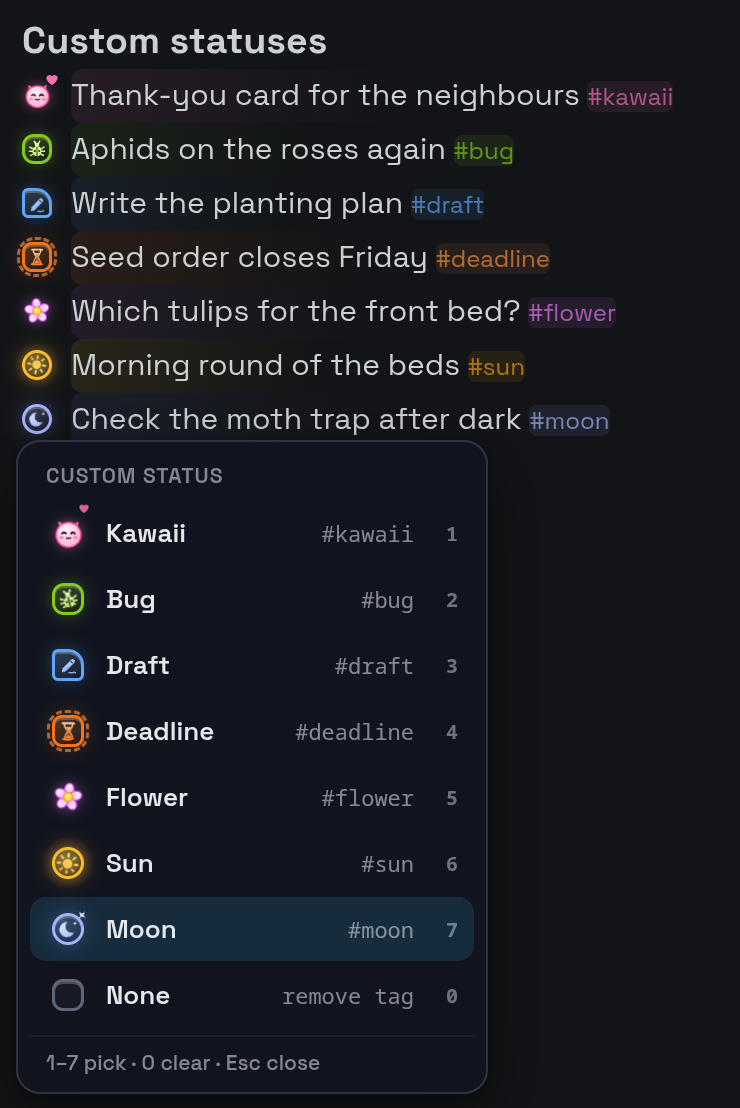 Custom statuses
Thank-you card for the neighbours #kawaii
Aphids on the roses again #bug
Write the planting plan #draft
Seed order closes Friday #deadline
Which tulips for the front bed? #flower
Morning round of the beds #sun
Check the moth trap after dark #moon
CUSTOM STATUS
Kawaii #kawaii 1
Bug #bug 2
Draft #draft 3
Deadline #deadline 4
Flower #flower 5
Sun #sun 6
Moon #moon 7
None remove tag 0
1–7 pick · 0 clear · Esc close